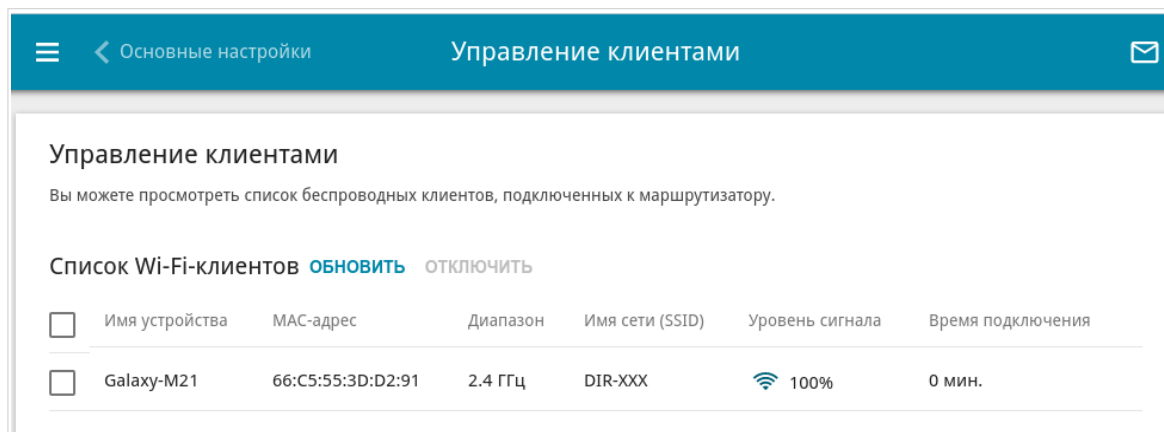 Основные настройки Управление клиентами
Управление клиентами
Вы можете просмотреть список беспроводных клиентов, подключенных к маршрутизатору.
Список Wi-Fi-клиентов ОБНОВИТЬ ОТКЛЮЧИТЬ
Имя устройства MAC-адрес Диапазон Имя сети (SSID) Уровень сигнала Время подключения
Galaxy-M21 66:C5:55:3D:D2:91 2.4 ГГц DIR-XXX 100% 0 мин.